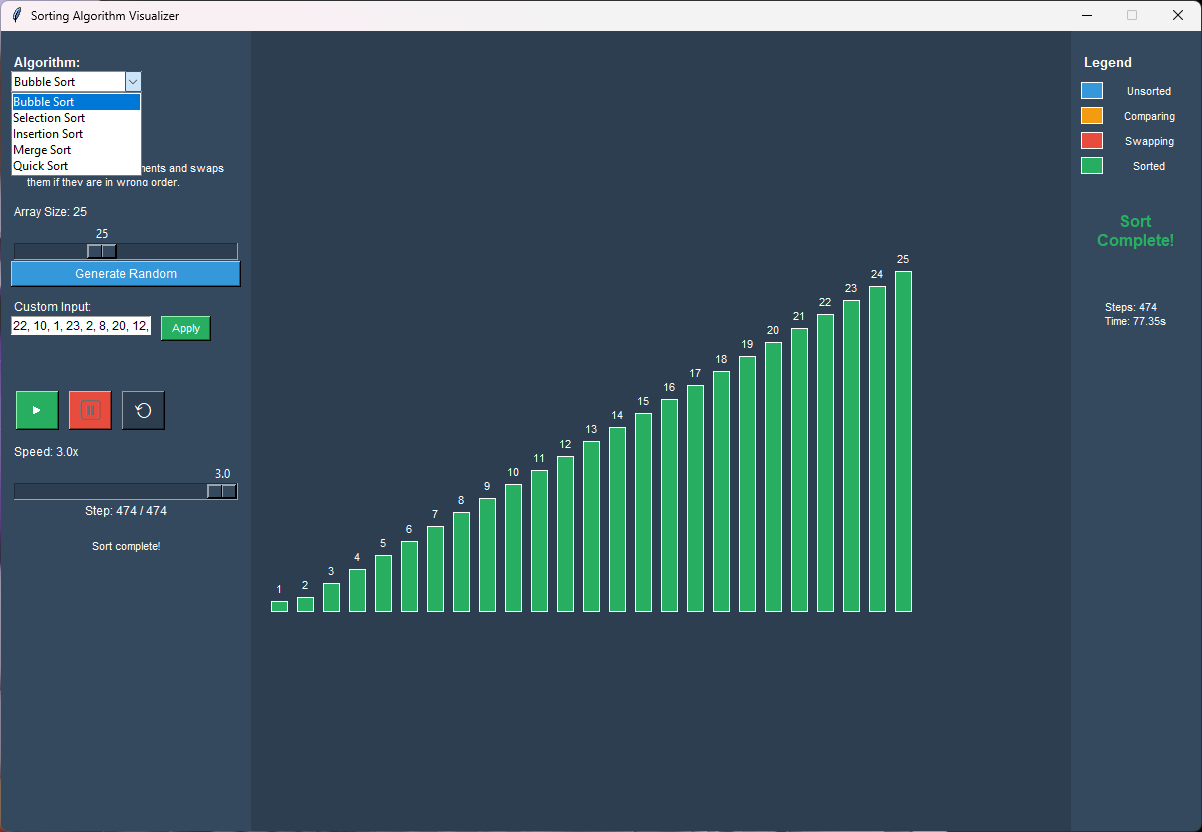 Sorting Algorithm Visualizer
Algorithm:
Bubble Sort
Bubble Sort
Selection Sort
Insertion Sort
Merge Sort
Quick Sort
and swaps
them if they are in wrong order.
Array Size: 25
25
Generate Random
Custom Input:
22, 10, 1, 23, 2, 8, 20, 12,
Apply
Speed: 3.0x
3.0
Step: 474 / 474
Sort complete!
1
2
3
4
5
6
7
8
9
10
11
12
13
14
15
16
17
18
19
20
21
22
23
24
25
Legend
Unsorted
Comparing
Swapping
Sorted
Sort
Complete!
Steps: 474
Time: 77.35s